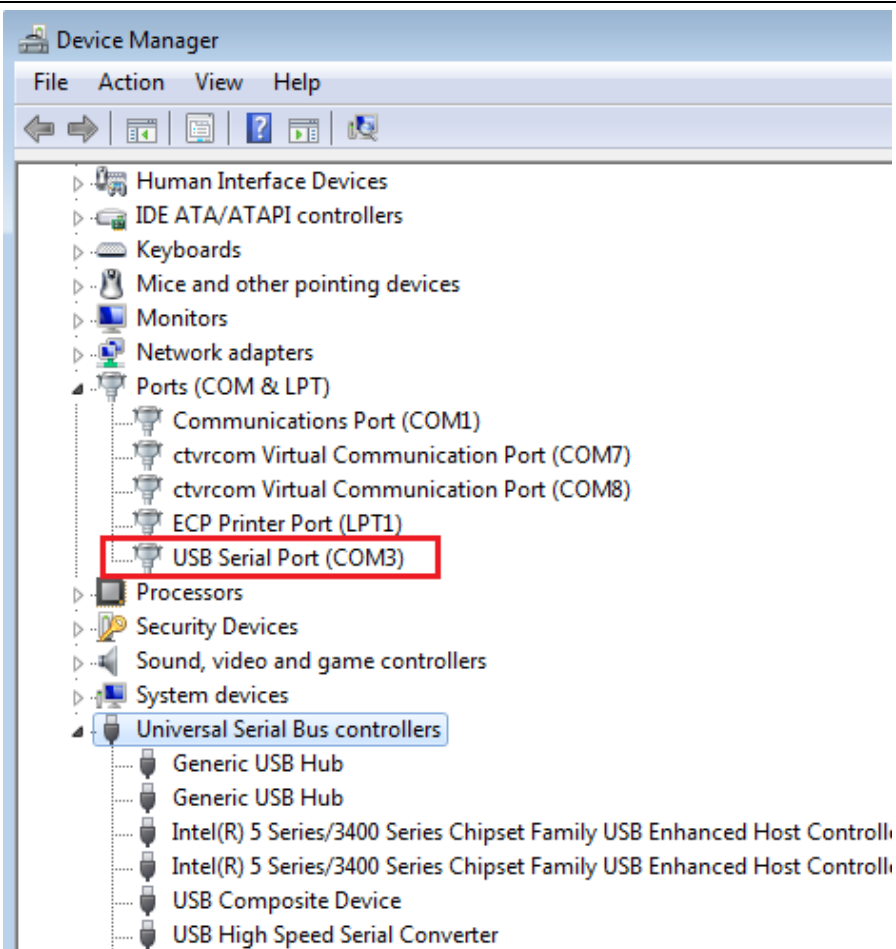 Device Manager
File Action View Help
Human Interface Devices
IDE ATA/ATAPI controllers
Keyboards
Mice and other pointing devices
Monitors
Network adapters
Ports (COM & LPT)
Communications Port (COM1)
ctvrcom Virtual Communication Port (COM7)
ctvrcom Virtual Communication Port (COM8)
ECP Printer Port (LPT1)
USB Serial Port (COM3)
Processors
Security Devices
Sound, video and game controllers
System devices
Universal Serial Bus controllers
Generic USB Hub
Generic USB Hub
Intel(R) 5 Series/3400 Series Chipset Family USB Enhanced Host Controlle
Intel(R) 5 Series/3400 Series Chipset Family USB Enhanced Host Controlle
USB Composite Device
USB High Speed Serial Converter